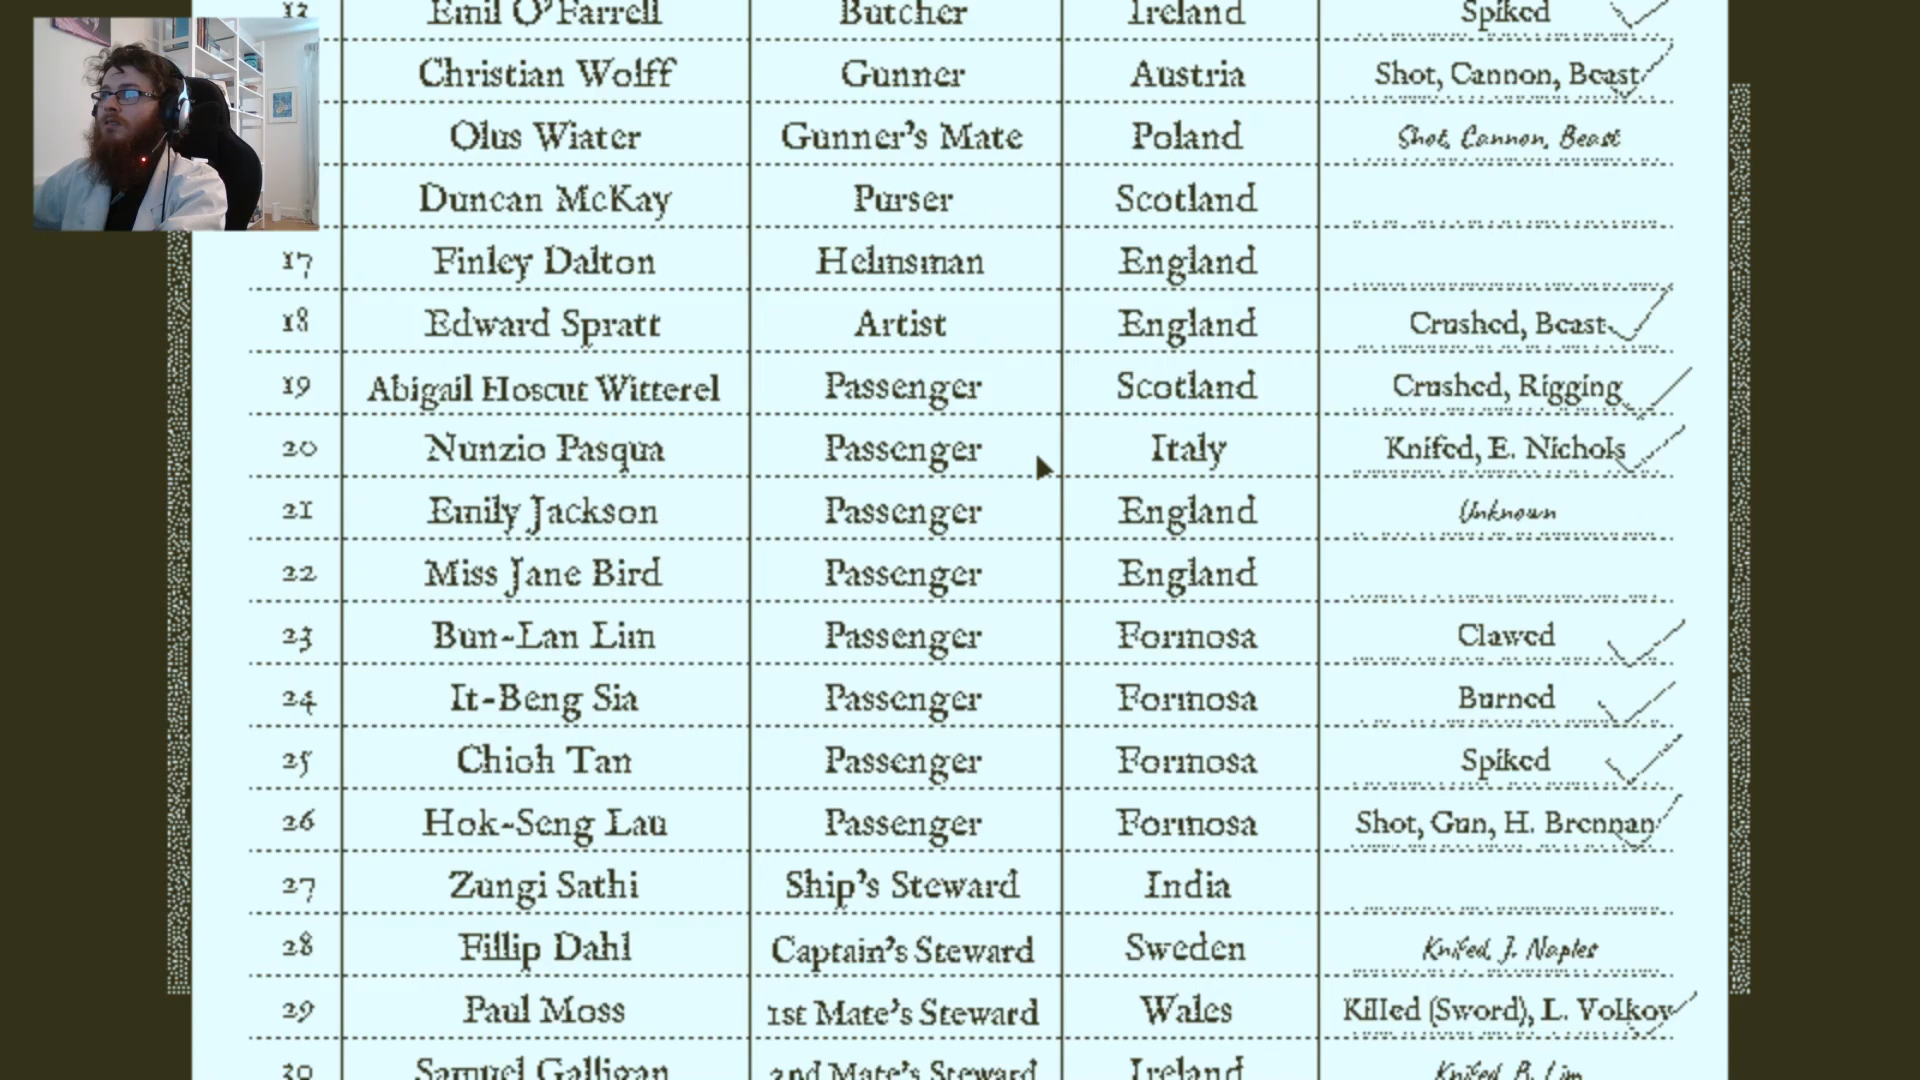 12 Emil O'Farrell Butcher Ireland Spiked
Christian Wolff Gunner Austria Shot, Cannon, Beast
Olus Wiater Gunner's Mate Poland Shot, Cannon, Beast
Duncan McKay Purser Scotland
17 Finley Dalton Helmsman England
18 Edward Spratt Artist England Crushed, Beast
19 Abigail Hoscut Witterel Passenger Scotland Crushed, Rigging
20 Nunzio Pasqua Passenger Italy Knifed, E. Nichols
21 Emily Jackson Passenger England Unknown
22 Miss Jane Bird Passenger England
23 Bun-Lan Lim Passenger Formosa Clawed
24 It-Beng Sia Passenger Formosa Burned
25 Chioh Tan Passenger Formosa Spiked
26 Hok-Seng Lau Passenger Formosa Shot, Gun, H. Brennan
27 Zungi Sathi Ship's Steward India
28 Fillip Dahl Captain's Steward Sweden Knifed, J. Naples
29 Paul Moss 1st Mate's Steward Wales Killed (Sword), L. Volkov
30 Samuel Galligan 2nd Mate's Steward Ireland Knifed, B. Lim